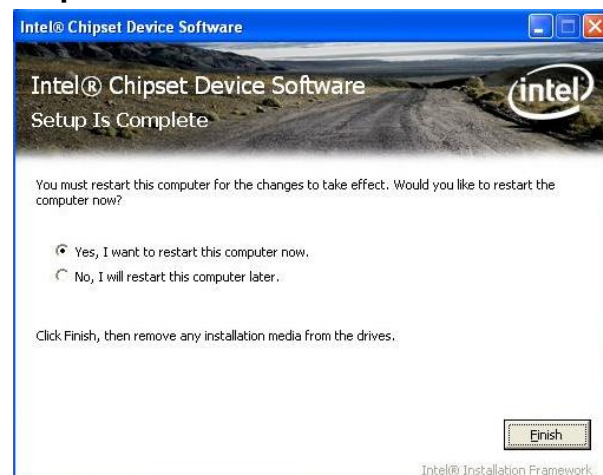 Intel® Chipset Device Software
Intel® Chipset Device Software
intel
Setup Is Complete
You must restart this computer for the changes to take effect. Would you like to restart the
computer now?
Yes, I want to restart this computer now.
No, I will restart this computer later.
Click Finish, then remove any installation media from the drives.
Finish
Intel® Installation Framework